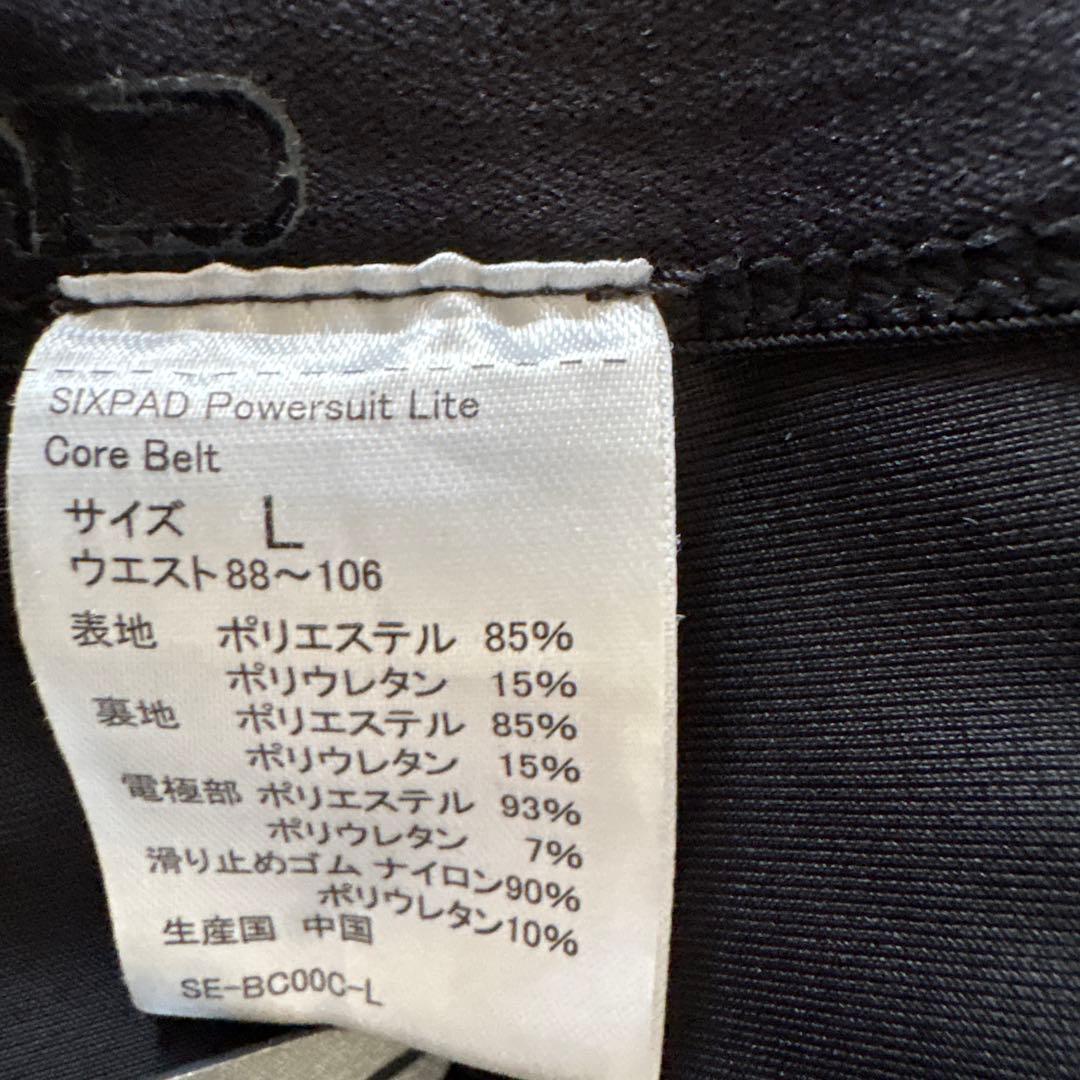 SIXPAD Powersuit Lite
Core Belt
サイズ L
ウエスト88～106
表地 ポリエステル 85%
ポリウレタン 15%
裏地 ポリエステル 85%
ポリウレタン 15%
電極部 ポリエステル 93%
ポリウレタン 7%
滑り止めゴム ナイロン90%
ポリウレタン10%
生産国 中国
SE-BC00C-L